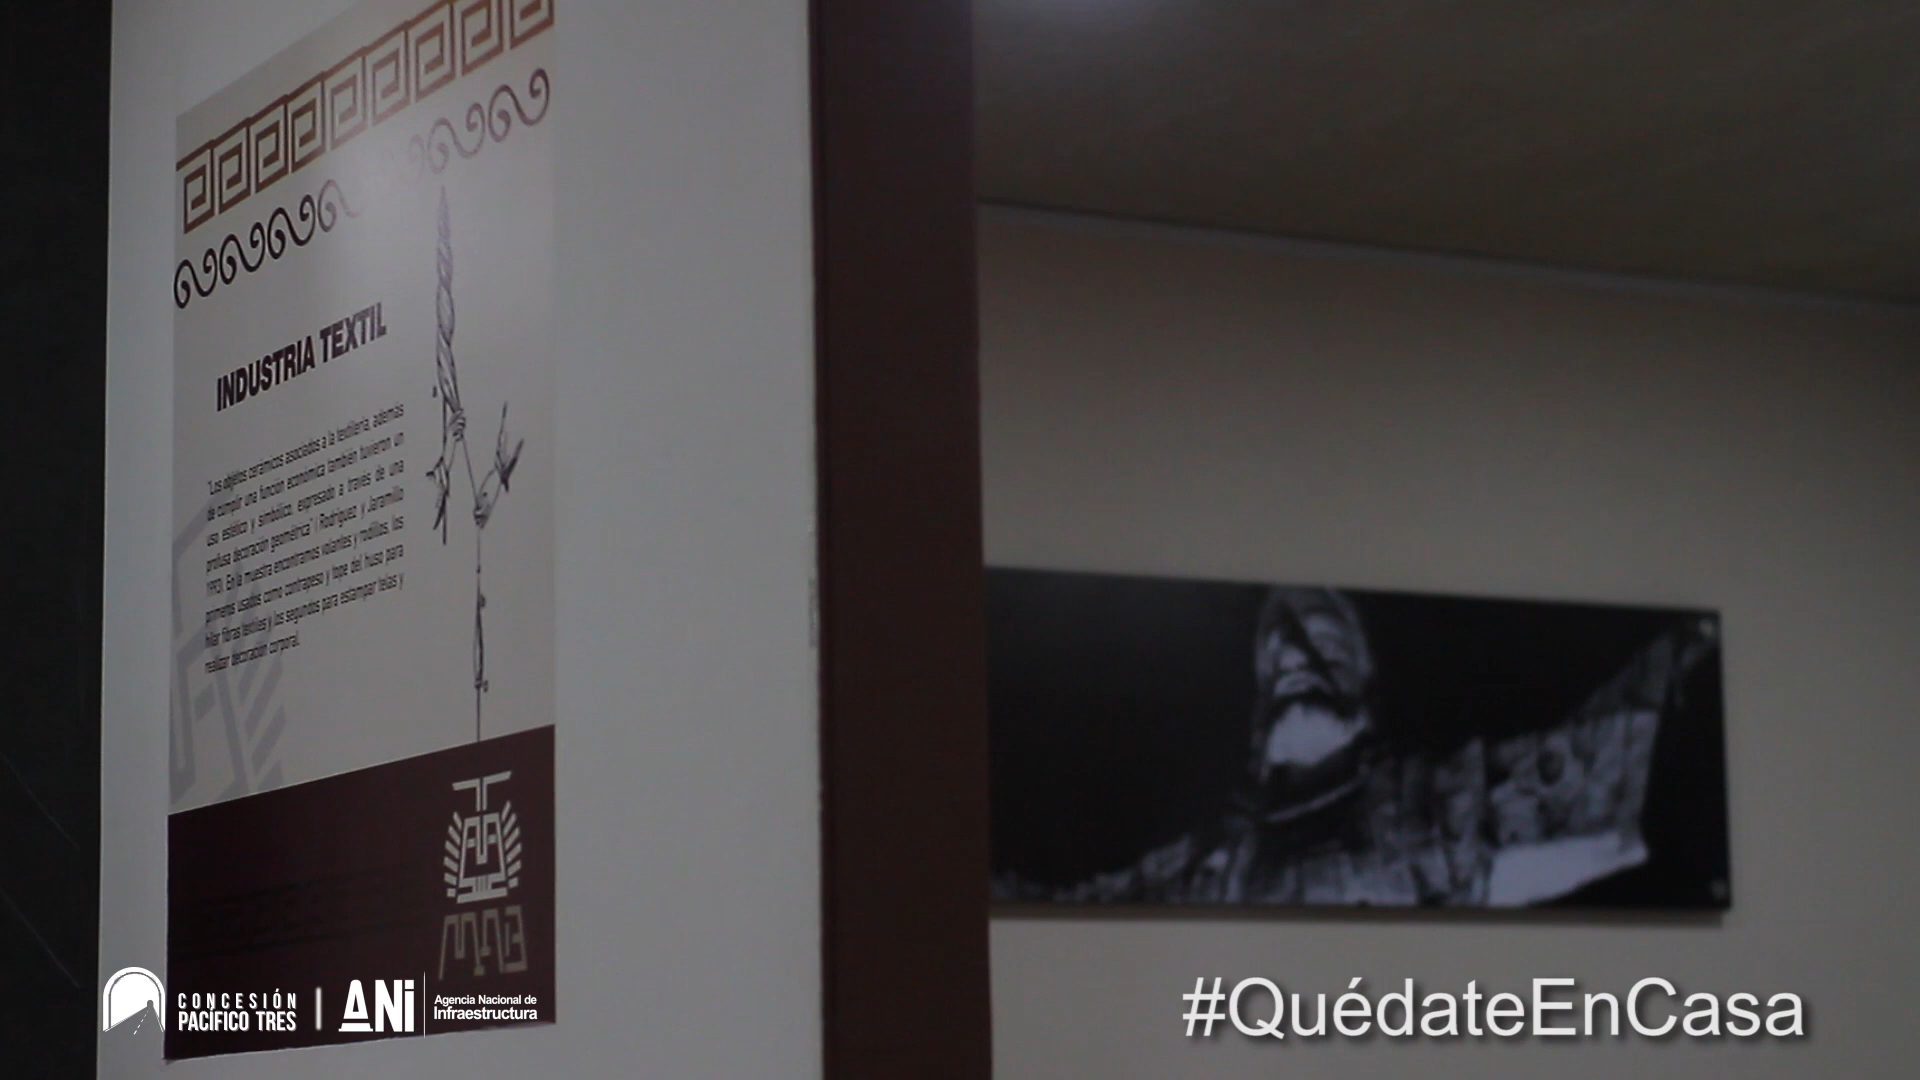 INDUSTRIA TEXTIL
"Los objetos cerámicos asociados a la textilería, además
de cumplir una función económica también tuvieron un
uso estético y simbólico, expresado a través de una
profusa decoración geométrica" ( Rodríguez y Jaramillo
1993). En la muestra encontramos volantes y rodillos, los
primeros usados como contrapeso y tope del huso para
hilar fibras textiles y los segundos para estampar telas y
realizar decoración corporal.
CONCESIÓN
PACÍFICO TRES
ANi
Agencia Nacional de
Infraestructura
#QuédateEnCasa